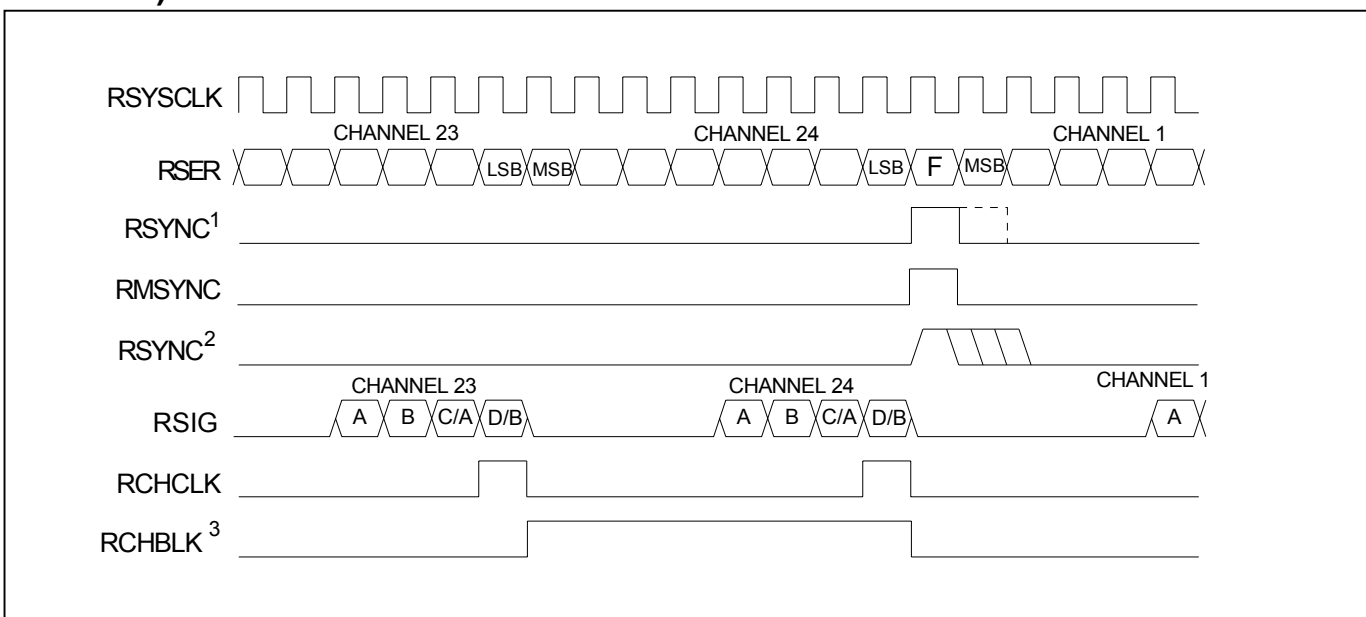 RSYSCLK
CHANNEL 23 CHANNEL 24 CHANNEL 1
RSER LSB MSB LSB F MSB
RSYNC1
RMSYNC
RSYNC2
CHANNEL 23 CHANNEL 24 CHANNEL 1
RSIG A B C/A D/B A B C/A D/B A
RCHCLK
RCHBLK 3